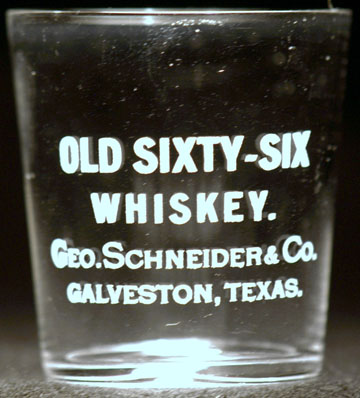 OLD SIXTY-SIX
WHISKEY.
GEO. SCHNEIDER & CO.
GALVESTON, TEXAS.